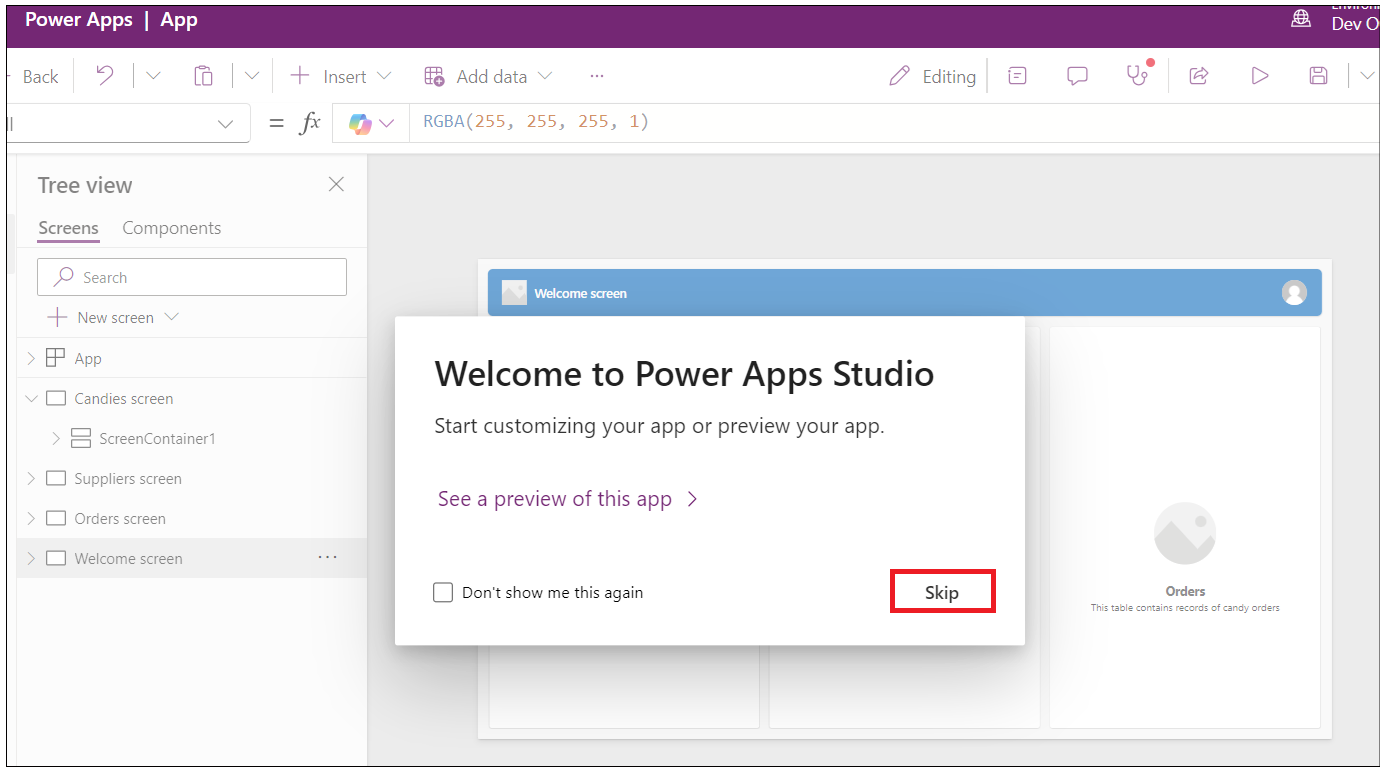 Power Apps | App
Dev O
Back
Insert
Add data
...
Editing
= fx
RGBA(255, 255, 255, 1)
Tree view
Screens
Components
Search
New screen
App
Candies screen
ScreenContainer1
Suppliers screen
Orders screen
Welcome screen
...
Welcome screen
Welcome to Power Apps Studio
Start customizing your app or preview your app.
See a preview of this app
Don't show me this again
Skip
Orders
This table contains records of candy orders